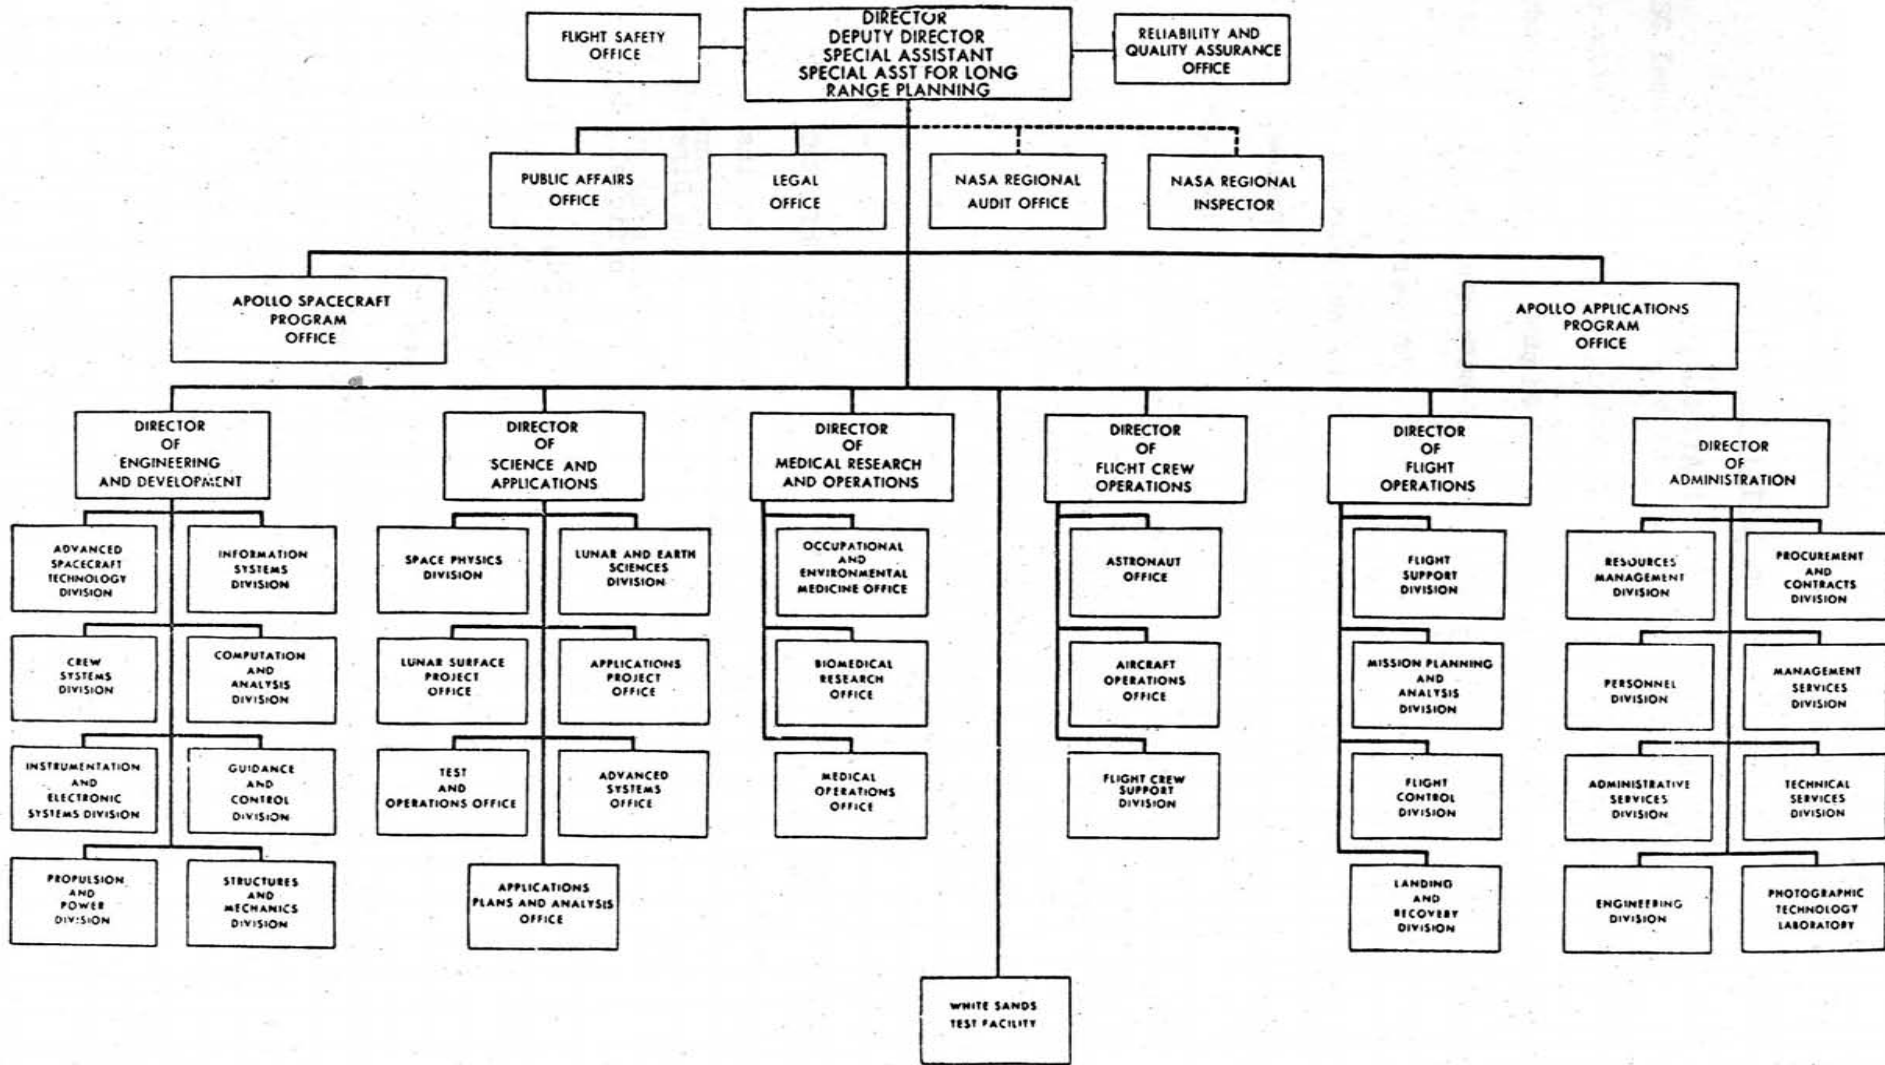 FLIGHT SAFETY
OFFICE
DIRECTOR
DEPUTY DIRECTOR
SPECIAL ASSISTANT
SPECIAL ASST FOR LONG
RANGE PLANNING
RELIABILITY AND
QUALITY ASSURANCE
OFFICE
PUBLIC AFFAIRS
OFFICE
LEGAL
OFFICE
NASA REGIONAL
AUDIT OFFICE
NASA REGIONAL
INSPECTOR
APOLLO SPACECRAFT
PROGRAM
OFFICE
APOLLO APPLICATIONS
PROGRAM
OFFICE
DIRECTOR
OF
ENGINEERING
AND DEVELOPMENT
DIRECTOR
OF
SCIENCE AND
APPLICATIONS
DIRECTOR
OF
MEDICAL RESEARCH
AND OPERATIONS
DIRECTOR
OF
FLIGHT CREW
OPERATIONS
DIRECTOR
OF
FLIGHT
OPERATIONS
DIRECTOR
OF
ADMINISTRATION
ADVANCED
SPACECRAFT
TECHNOLOGY
DIVISION
INFORMATION
SYSTEMS
DIVISION
SPACE PHYSICS
DIVISION
LUNAR AND EARTH
SCIENCES
DIVISION
OCCUPATIONAL
AND
ENVIRONMENTAL
MEDICINE OFFICE
ASTRONAUT
OFFICE
FLIGHT
SUPPORT
DIVISION
RESOURCES
MANAGEMENT
DIVISION
PROCUREMENT
AND
CONTRACTS
DIVISION
CREW
SYSTEMS
DIVISION
COMPUTATION
AND
ANALYSIS
DIVISION
LUNAR SURFACE
PROJECT
OFFICE
APPLICATIONS
PROJECT
OFFICE
BIOMEDICAL
RESEARCH
OFFICE
AIRCRAFT
OPERATIONS
OFFICE
MISSION PLANNING
AND
ANALYSIS
DIVISION
PERSONNEL
DIVISION
MANAGEMENT
SERVICES
DIVISION
INSTRUMENTATION
AND
ELECTRONIC
SYSTEMS DIVISION
GUIDANCE
AND
CONTROL
DIVISION
TEST
AND
OPERATIONS OFFICE
ADVANCED
SYSTEMS
OFFICE
MEDICAL
OPERATIONS
OFFICE
FLIGHT CREW
SUPPORT
DIVISION
FLIGHT
CONTROL
DIVISION
ADMINISTRATIVE
SERVICES
DIVISION
TECHNICAL
SERVICES
DIVISION
PROPULSION
AND
POWER
DIVISION
STRUCTURES
AND
MECHANICS
DIVISION
APPLICATIONS
PLANS AND ANALYSIS
OFFICE
LANDING
AND
RECOVERY
DIVISION
ENGINEERING
DIVISION
PHOTOGRAPHIC
TECHNOLOGY
LABORATORY
WHITE SANDS
TEST FACILITY